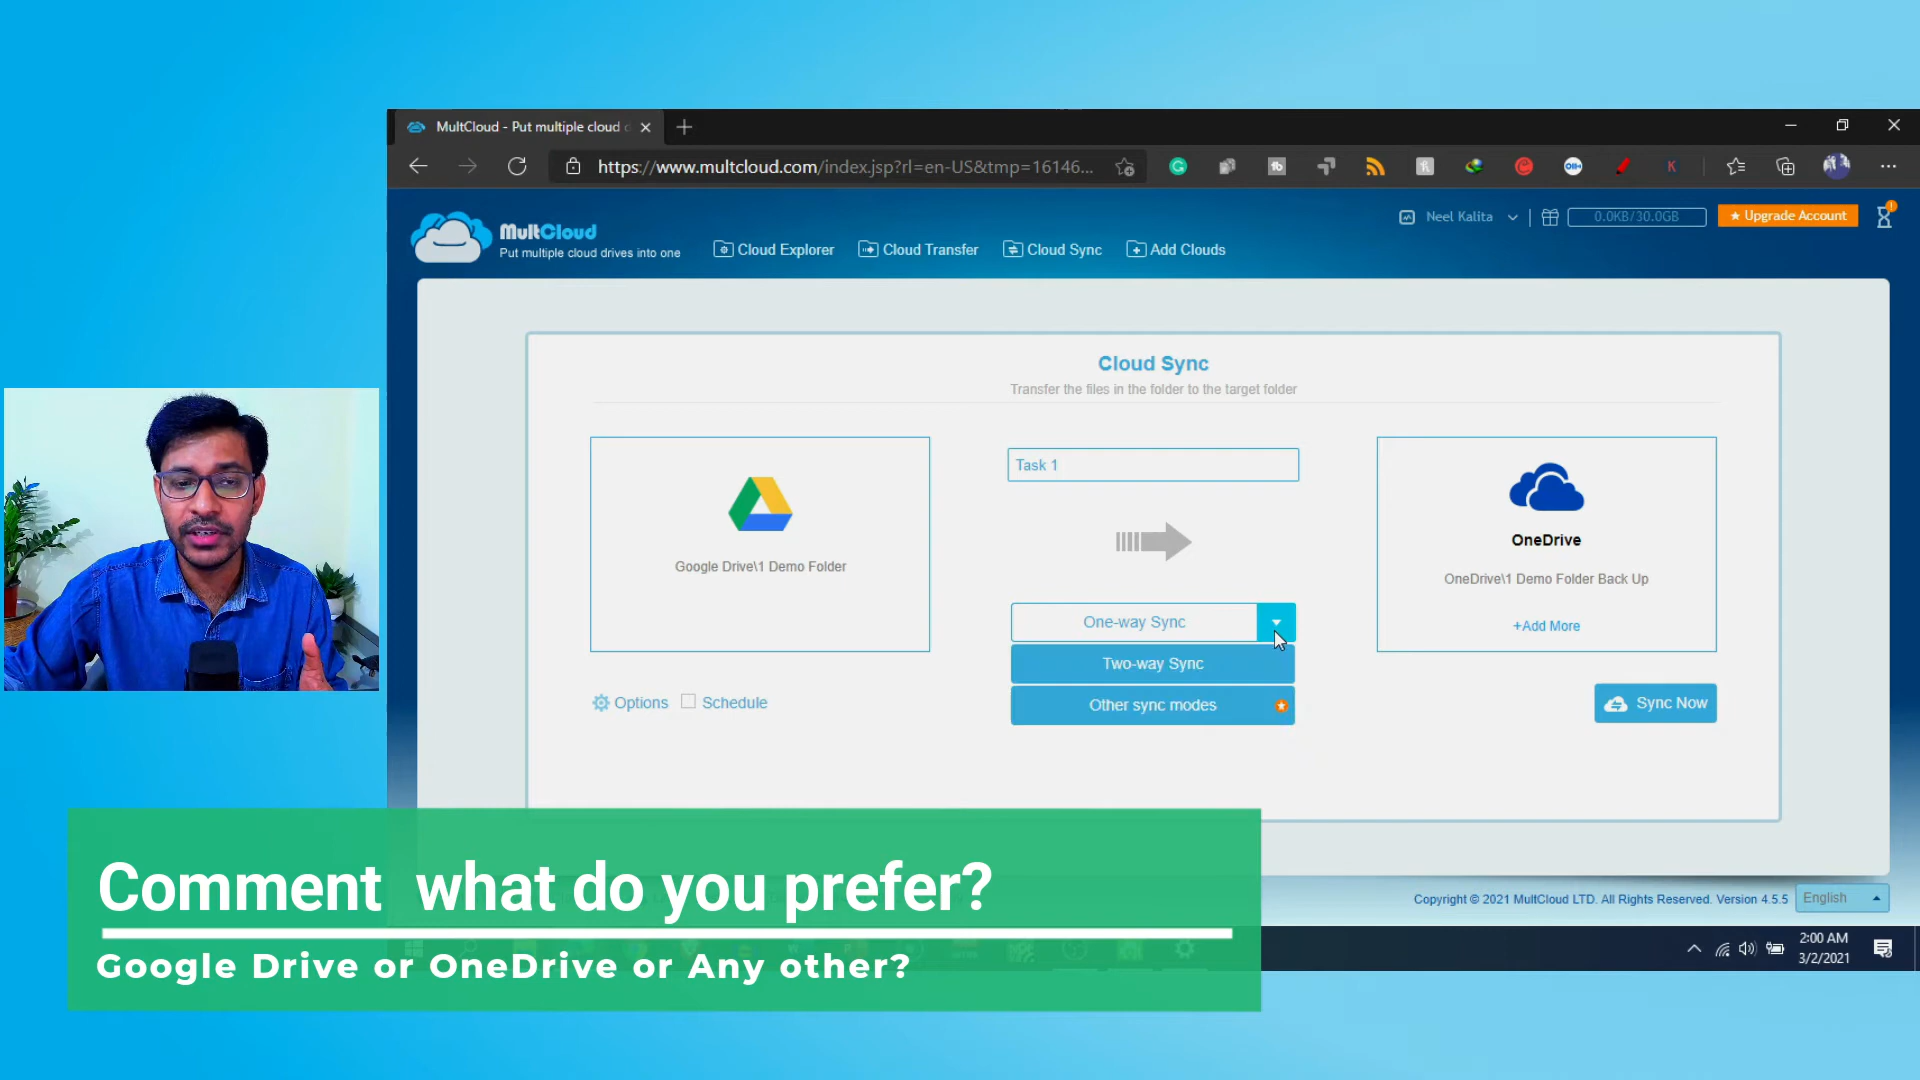 MultCloud - Put multiple cloud
https://www.multcloud.com/index.jsp?rl=en-US&tmp=16146...
MultCloud
Put multiple cloud drives into one
Cloud Explorer
Cloud Transfer
Cloud Sync
Add Clouds
Neel Kalita
0.0KB/30.0GB
Upgrade Account
Cloud Sync
Transfer the files in the folder to the target folder
Task 1
Google Drive\1 Demo Folder
OneDrive
OneDrive\1 Demo Folder Back Up
+Add More
One-way Sync
Two-way Sync
Other sync modes
Options
Schedule
Sync Now
Comment what do you prefer?
Google Drive or OneDrive or Any other?
Copyright © 2021 MultCloud LTD. All Rights Reserved. Version 4.5.5
English
2:00 AM
3/2/2021